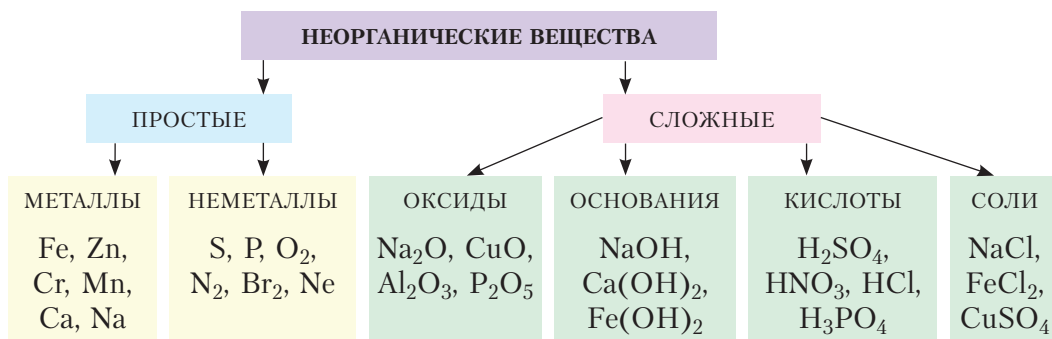 НЕОРГАНИЧЕСКИЕ ВЕЩЕСТВА
ПРОСТЫЕ
СЛОЖНЫЕ
МЕТАЛЛЫ
Fe, Zn,
Cr, Mn,
Ca, Na
НЕМЕТАЛЛЫ
S, P, O₂,
N₂, Br₂, Ne
ОКСИДЫ
Na₂O, CuO,
Al₂O₃, P₂O₅
ОСНОВАНИЯ
NaOH,
Ca(OH)₂,
Fe(OH)₂
КИСЛОТЫ
H₂SO₄,
HNO₃, HCl,
H₃PO₄
СОЛИ
NaCl,
FeCl₂,
CuSO₄